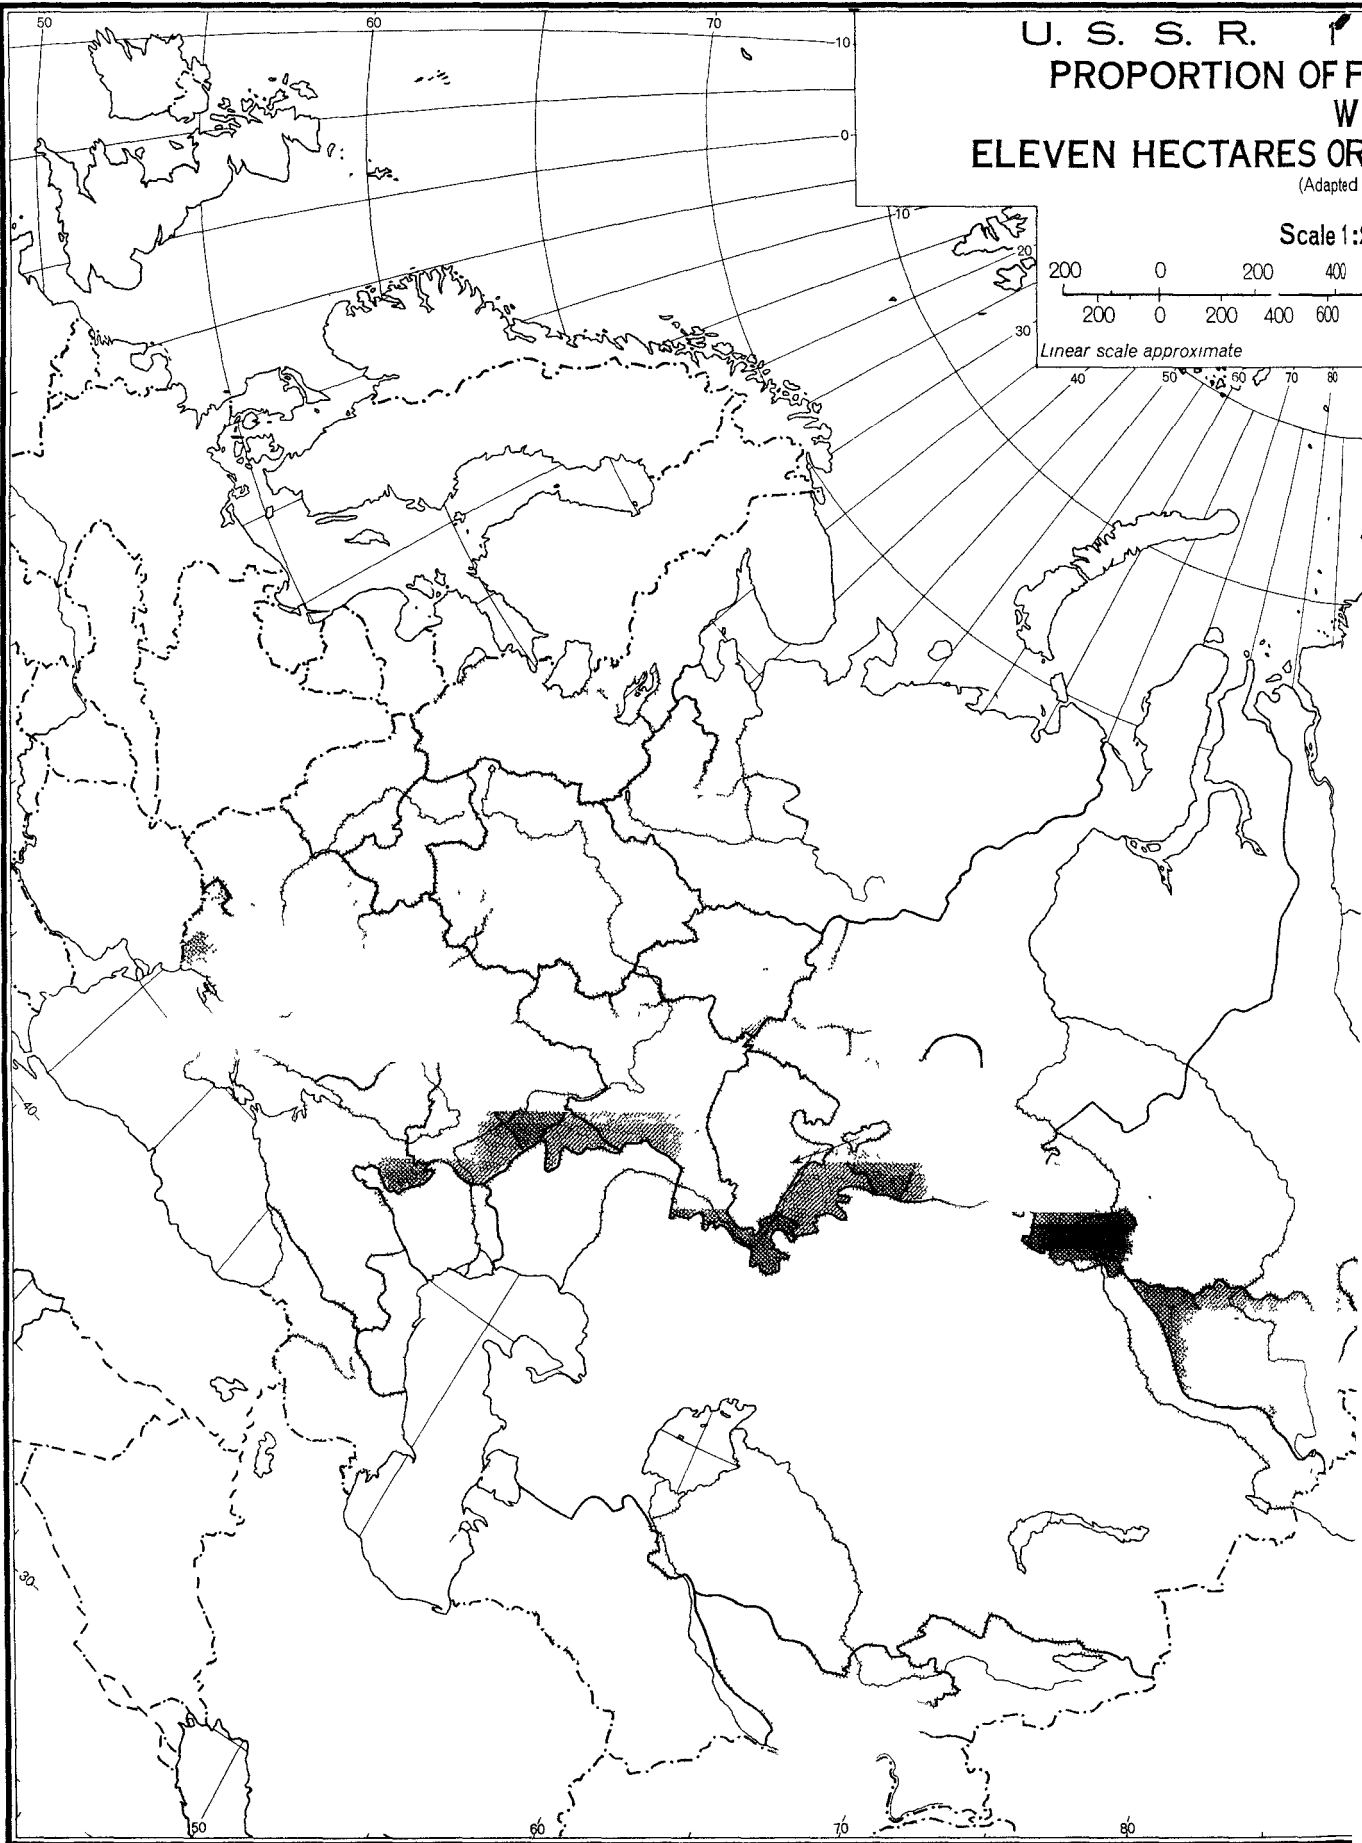 50 60 70
U. S. S. R.
PROPORTION OF F
W
ELEVEN HECTARES OR
(Adapted
Scale 1:2
200 0 200 400
200 0 200 400 600
Linear scale approximate
10
0
10
20
30
40 50 60 70 80
40
30
50 60 70 80